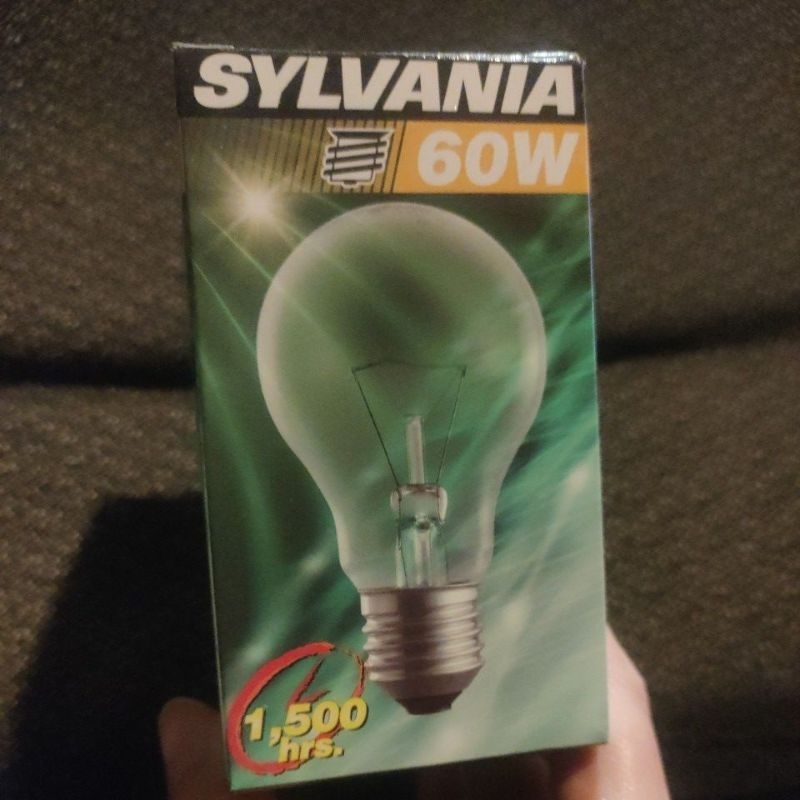 SYLVANIA
60W
1,500
hrs.